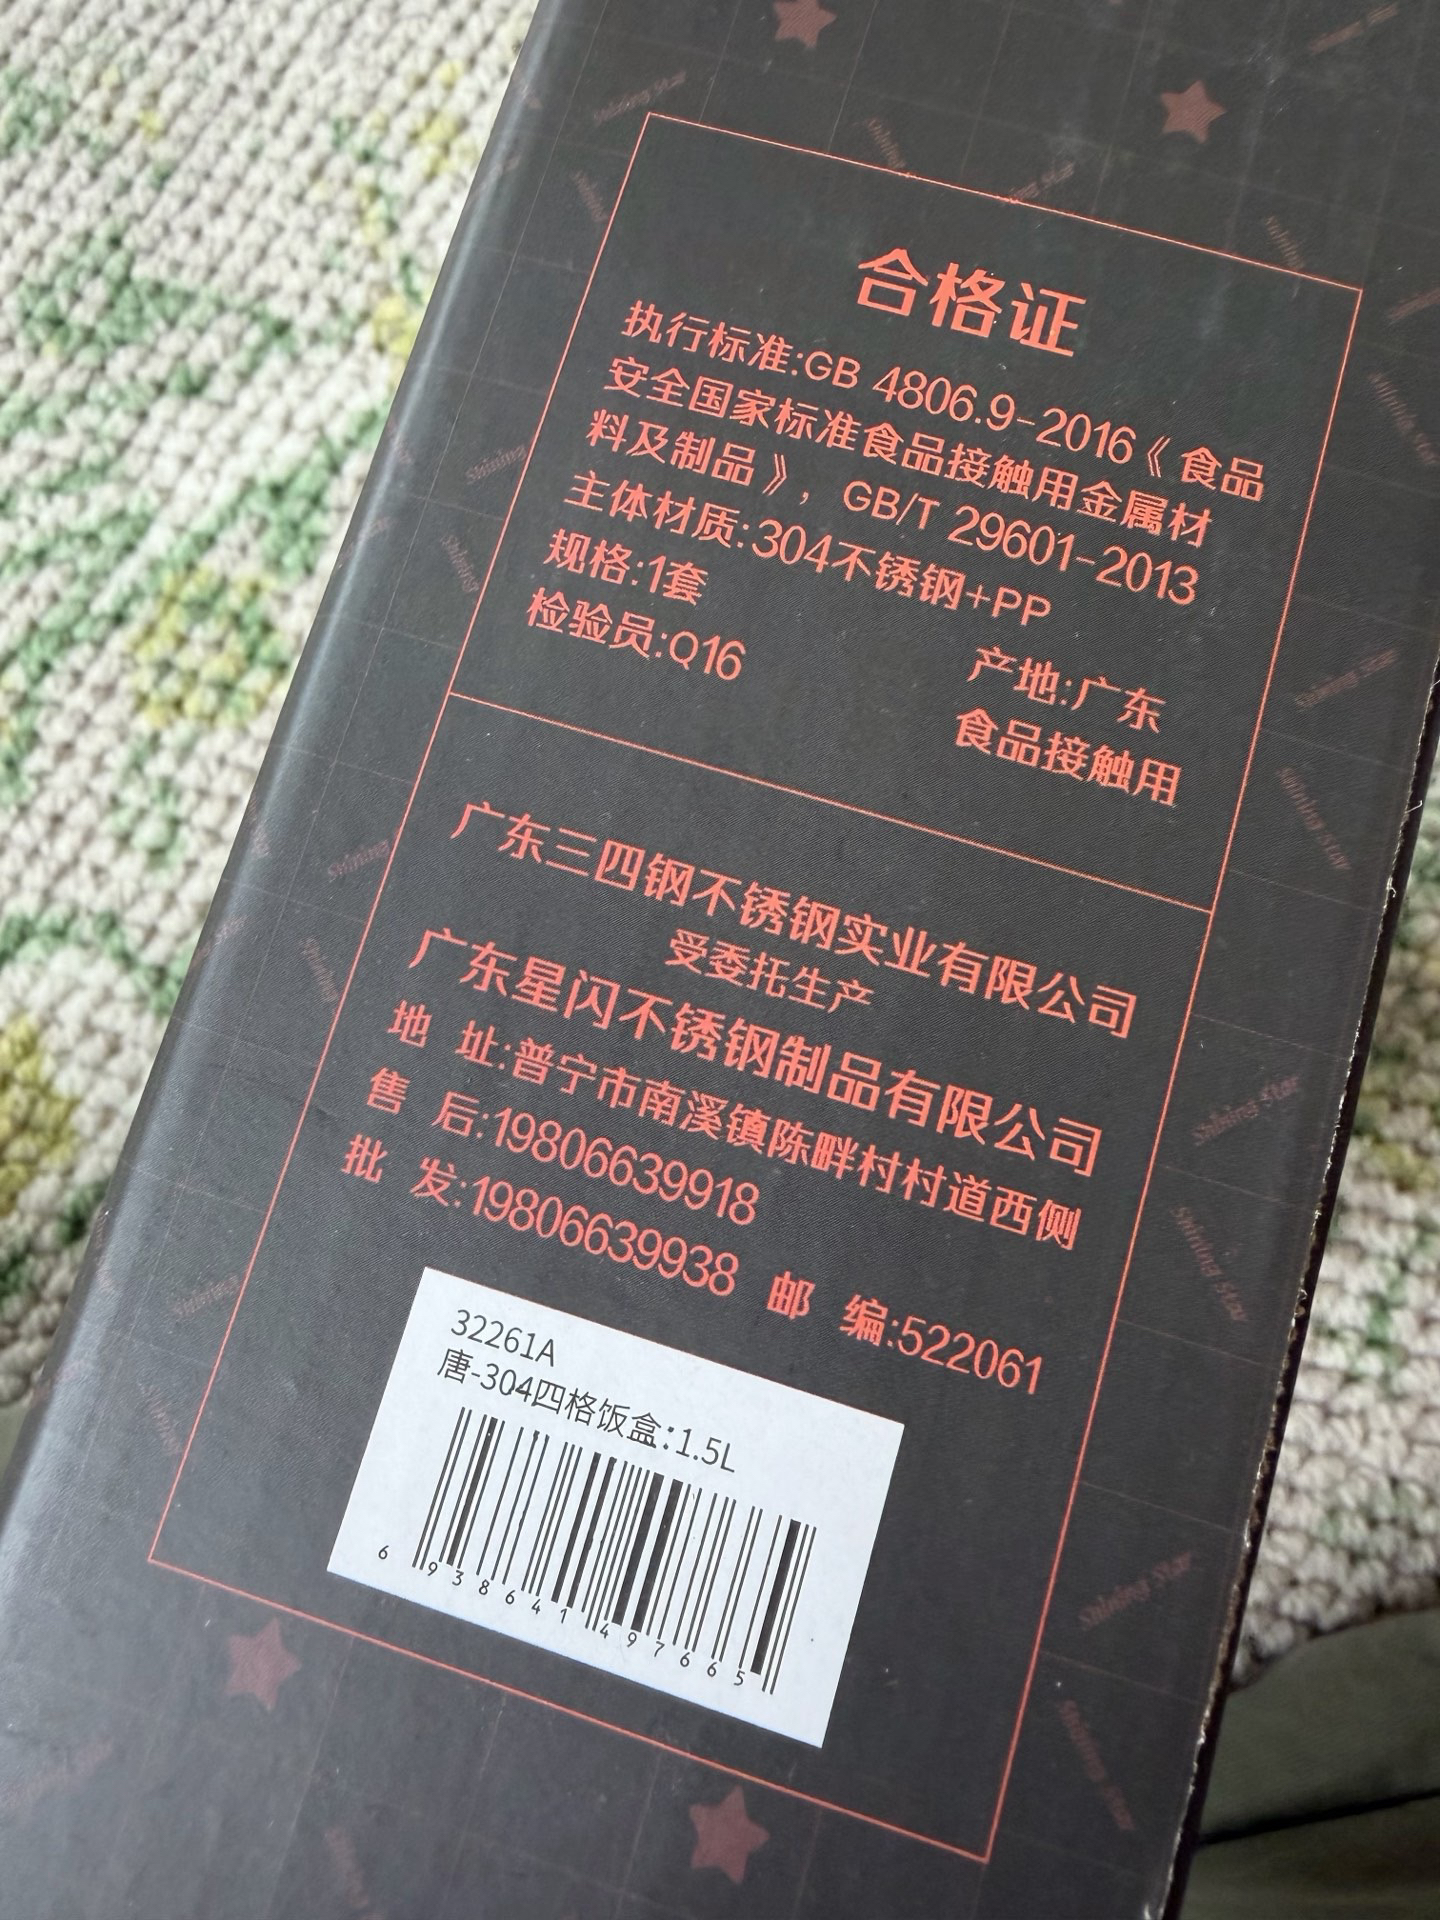 合格证
执行标准:GB 4806.9-2016《食品
安全国家标准食品接触用金属材
料及制品》，GB/T 29601-2013
主体材质:304不锈钢+PP
规格:1套
产地:广东
检验员:Q16
食品接触用
广东三四钢不锈钢实业有限公司
受委托生产
广东星闪不锈钢制品有限公司
地 址:普宁市南溪镇陈畔村村道西侧
售 后:19806639918
批 发:19806639938 邮 编:522061
32261A
唐-304四格饭盒:1.5L
6 938641 497665
Shining Star